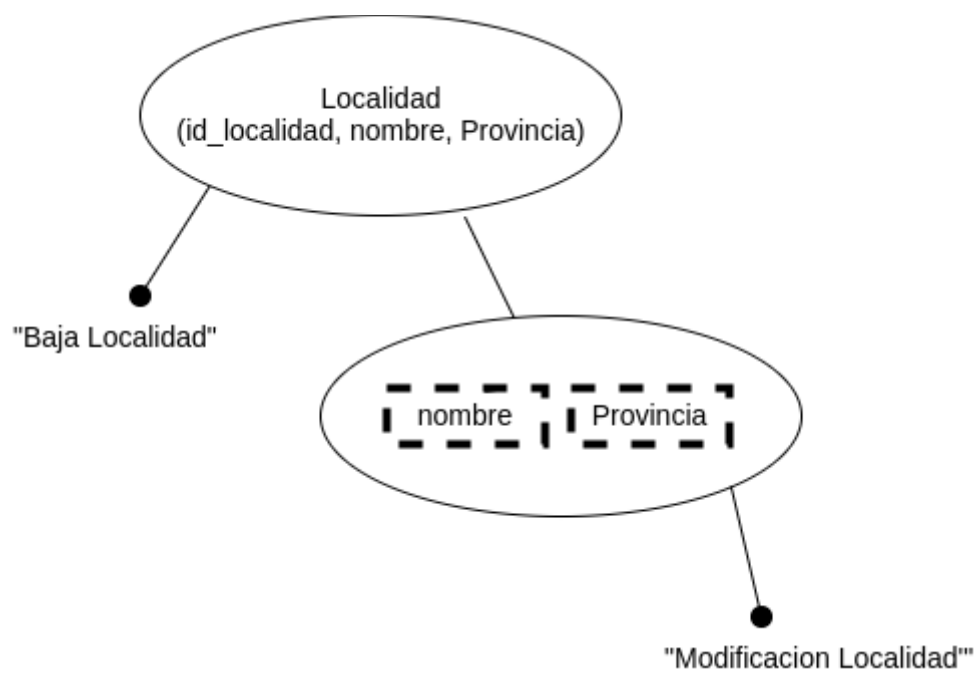 Localidad
(id_localidad, nombre, Provincia)
"Baja Localidad"
nombre Provincia
"Modificacion Localidad'"